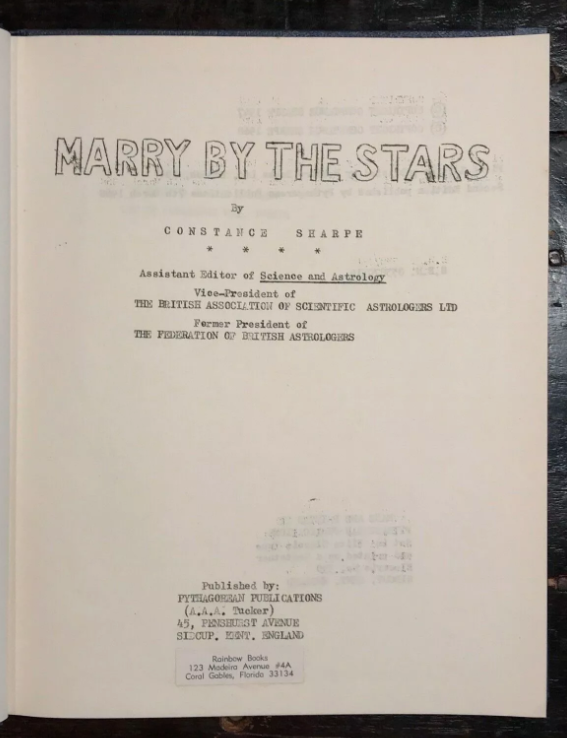 MARRY BY THE STARS
By
CONSTANCE SHARPE
* * * *
Assistant Editor of Science and Astrology
Vice-President of
THE BRITISH ASSOCIATION OF SCIENTIFIC ASTROLOGERS LTD
Former President of
THE FEDERATION OF BRITISH ASTROLOGERS
Published by:
PYTHAGOREAN PUBLICATIONS
(A.A.A. Tucker)
45, PENSHURST AVENUE
SIDCUP. KENT. ENGLAND
Rainbow Books
123 Madeira Avenue #4A
Coral Gables, Florida 33134